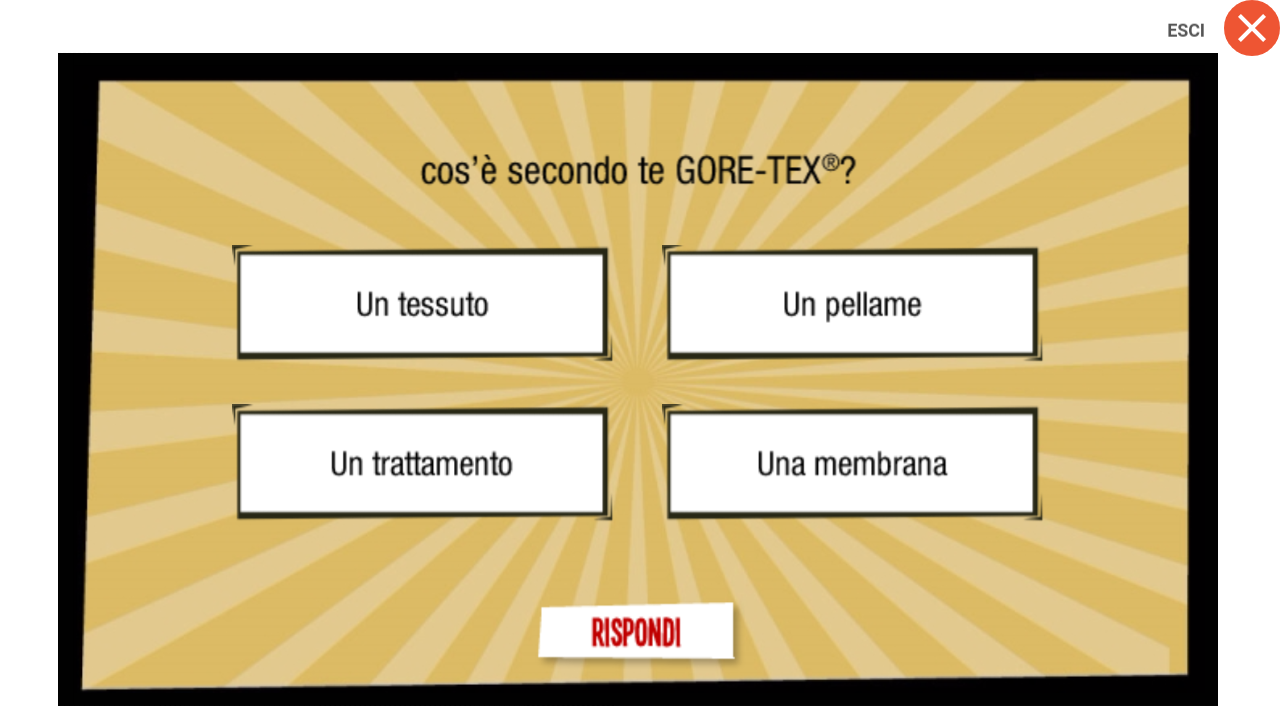 ESCI
cos'è secondo te GORE-TEX®?
Un tessuto
Un pellame
Un trattamento
Una membrana
RISPONDI